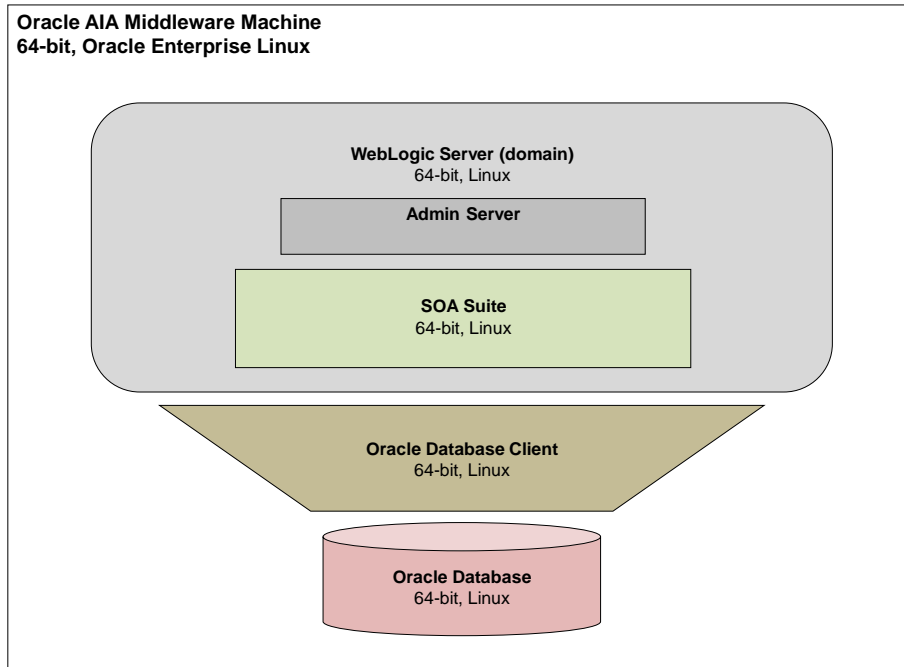 Oracle AIA Middleware Machine
64-bit, Oracle Enterprise Linux
WebLogic Server (domain)
64-bit, Linux
Admin Server
SOA Suite
64-bit, Linux
Oracle Database Client
64-bit, Linux
Oracle Database
64-bit, Linux